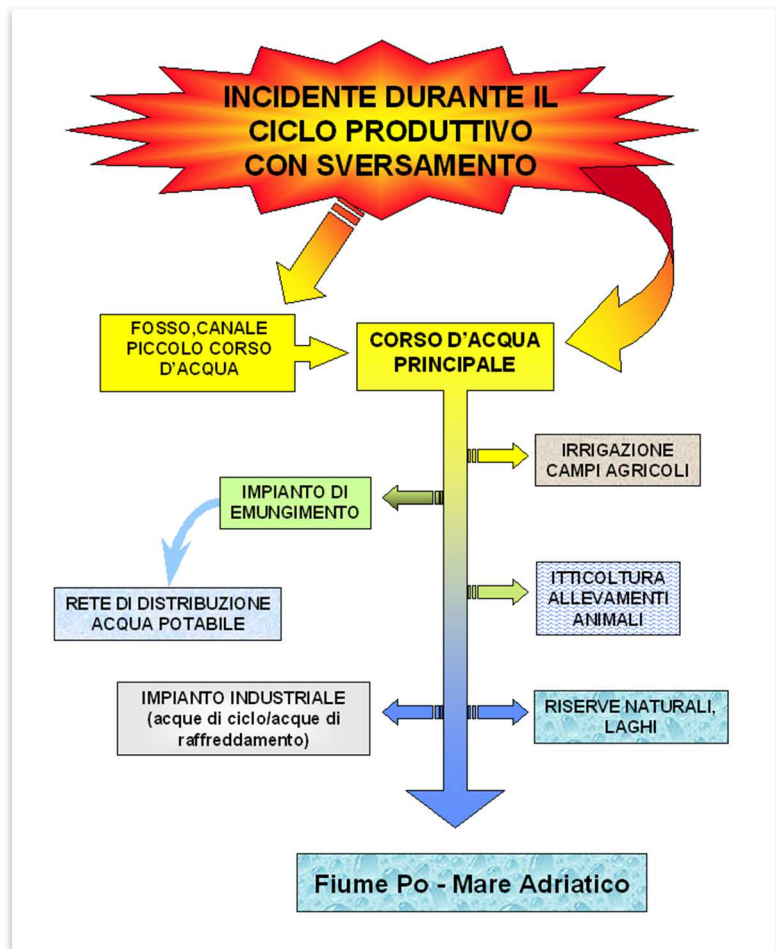 INCIDENTE DURANTE IL
CICLO PRODUTTIVO
CON SVERSAMENTO
FOSSO,CANALE
PICCOLO CORSO
D'ACQUA
CORSO D'ACQUA
PRINCIPALE
IRRIGAZIONE
CAMPI AGRICOLI
IMPIANTO DI
EMUNGIMENTO
RETE DI DISTRIBUZIONE
ACQUA POTABILE
ITTICOLTURA
ALLEVAMENTI
ANIMALI
IMPIANTO INDUSTRIALE
(acque di ciclo/acque di
raffreddamento)
RISERVE NATURALI,
LAGHI
Fiume Po - Mare Adriatico